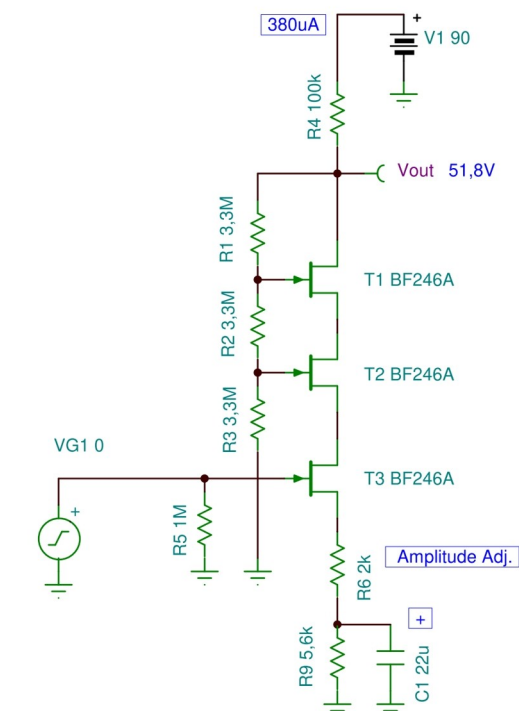 380uA
+
V1 90
R4 100k
Vout 51,8V
R1 3,3M
T1 BF246A
R2 3,3M
T2 BF246A
R3 3,3M
VG1 0
T3 BF246A
+
R5 1M
R6 2k
Amplitude Adj.
+
R9 5,6k
C1 22u